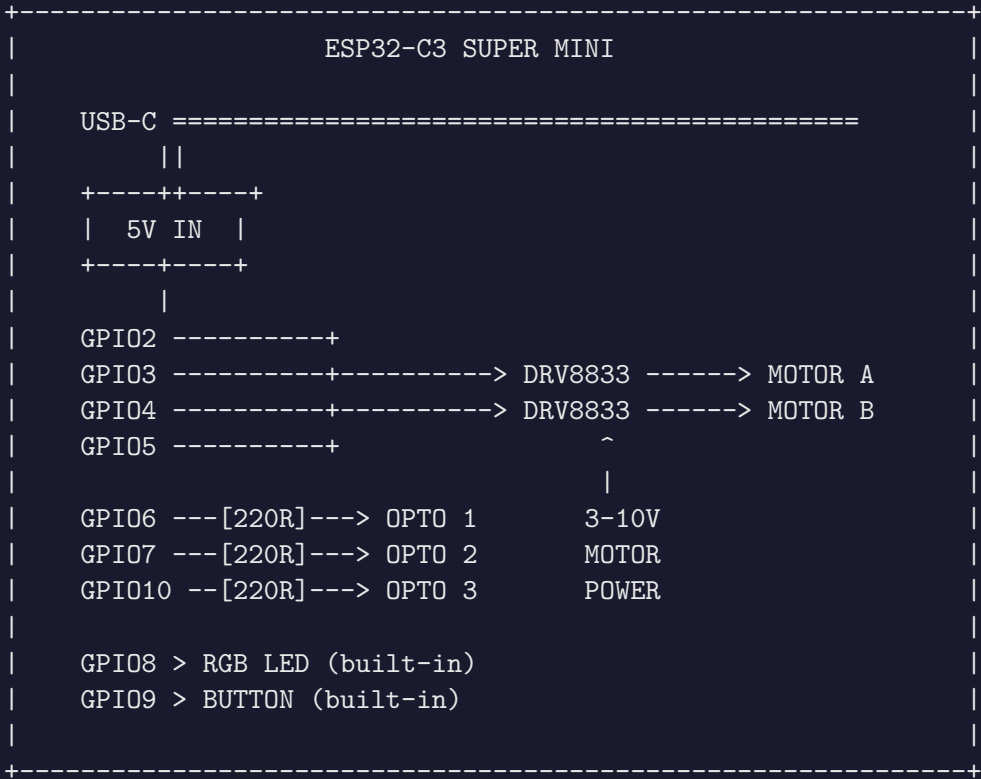 +--------------------------------------------------------------+
|                    ESP32-C3 SUPER MINI                       |
|                                                              |
|    USB-C =============================================       |
|         ||                                                   |
|    +----++----+                                              |
|    |  5V IN  |                                               |
|    +----+----+                                               |
|         |                                                    |
|    GPIO2 ----------+                                         |
|    GPIO3 ----------+----------> DRV8833 ------> MOTOR A      |
|    GPIO4 ----------+----------> DRV8833 ------> MOTOR B      |
|    GPIO5 ----------+                 ^                       |
|                                      |                       |
|    GPIO6 ---[220R]---> OPTO 1       3-10V                    |
|    GPIO7 ---[220R]---> OPTO 2       MOTOR                    |
|    GPIO10 --[220R]---> OPTO 3       POWER                    |
|                                                              |
|    GPIO8 > RGB LED (built-in)                                |
|    GPIO9 > BUTTON (built-in)                                 |
|                                                              |
+--------------------------------------------------------------+